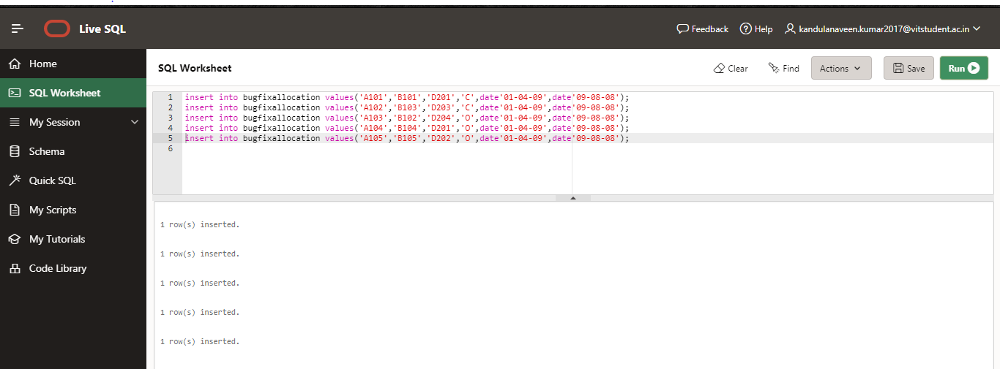 Live SQL
Feedback
Help
kandulanaveen.kumar2017@vitstudent.ac.in
Home
SQL Worksheet
My Session
Schema
Quick SQL
My Scripts
My Tutorials
Code Library
SQL Worksheet
Clear
Find
Actions
Save
Run
1 insert into bugfixallocation values('A101','B101','D201','C',date'01-04-09',date'09-08-08');
2 insert into bugfixallocation values('A102','B103','D203','C',date'01-04-09',date'09-08-08');
3 insert into bugfixallocation values('A103','B102','D204','O',date'01-04-09',date'09-08-08');
4 insert into bugfixallocation values('A104','B104','D201','O',date'01-04-09',date'09-08-08');
5 insert into bugfixallocation values('A105','B105','D202','O',date'01-04-09',date'09-08-08');
6
1 row(s) inserted.
1 row(s) inserted.
1 row(s) inserted.
1 row(s) inserted.
1 row(s) inserted.